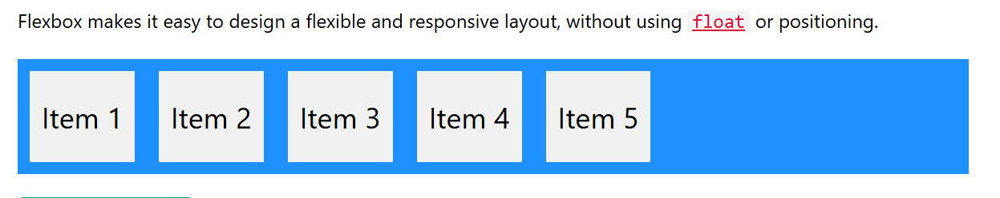 Flexbox makes it easy to design a flexible and responsive layout, without using float or positioning.
Item 1 Item 2 Item 3 Item 4 Item 5